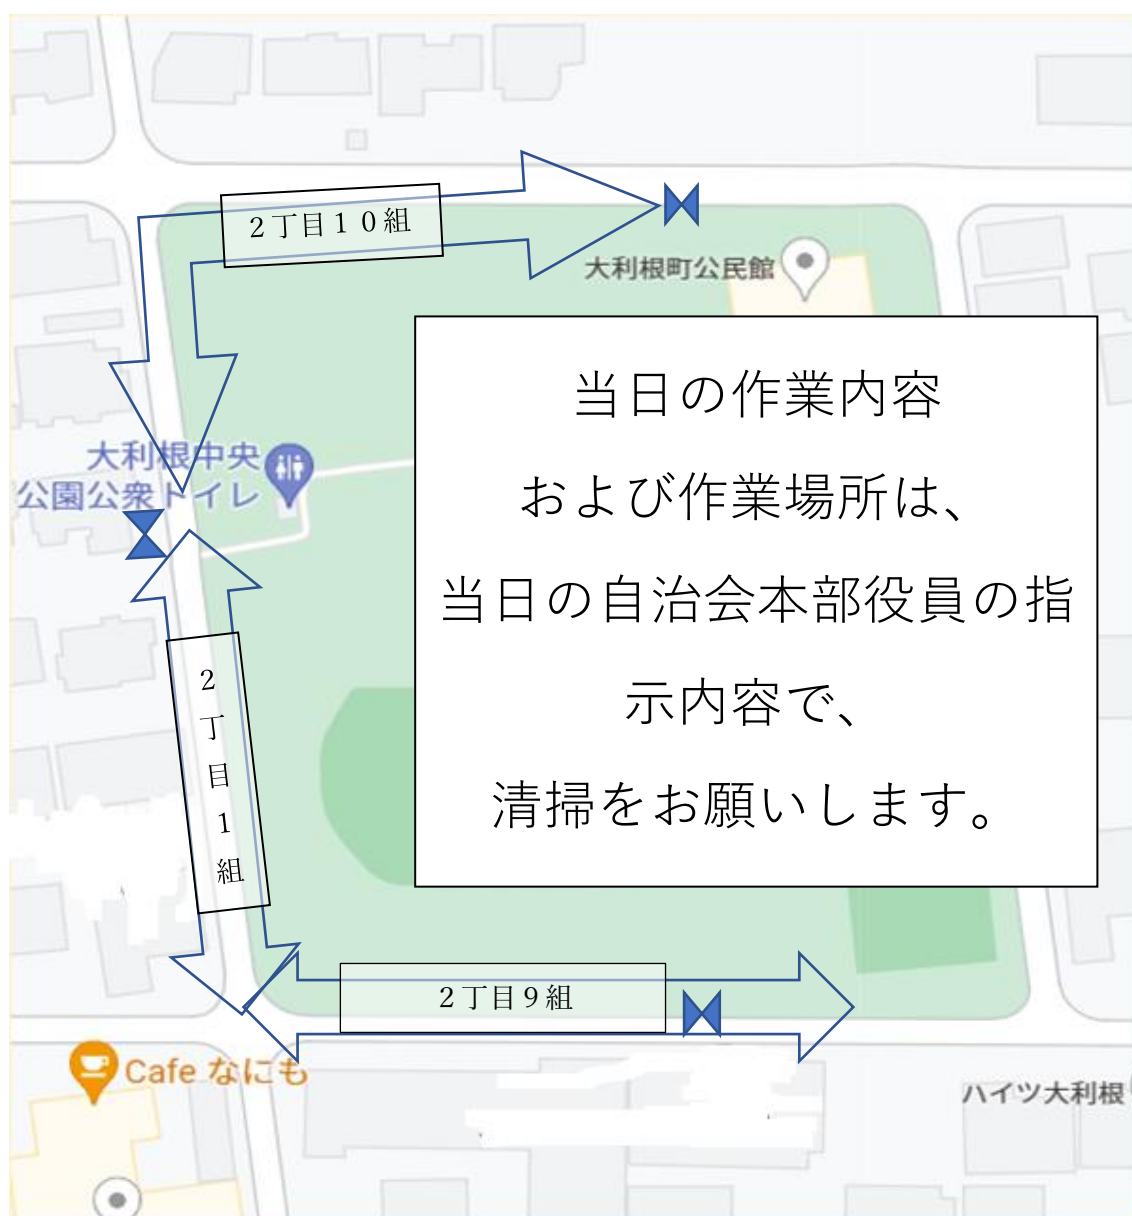 ２丁目１０組
大利根町公民館
当日の作業内容
および作業場所は、
当日の自治会本部役員の指
示内容で、
清掃をお願いします。
大利根中央
公園公衆トイレ
２丁目１組
２丁目９組
Cafe なにも
ハイツ大利根